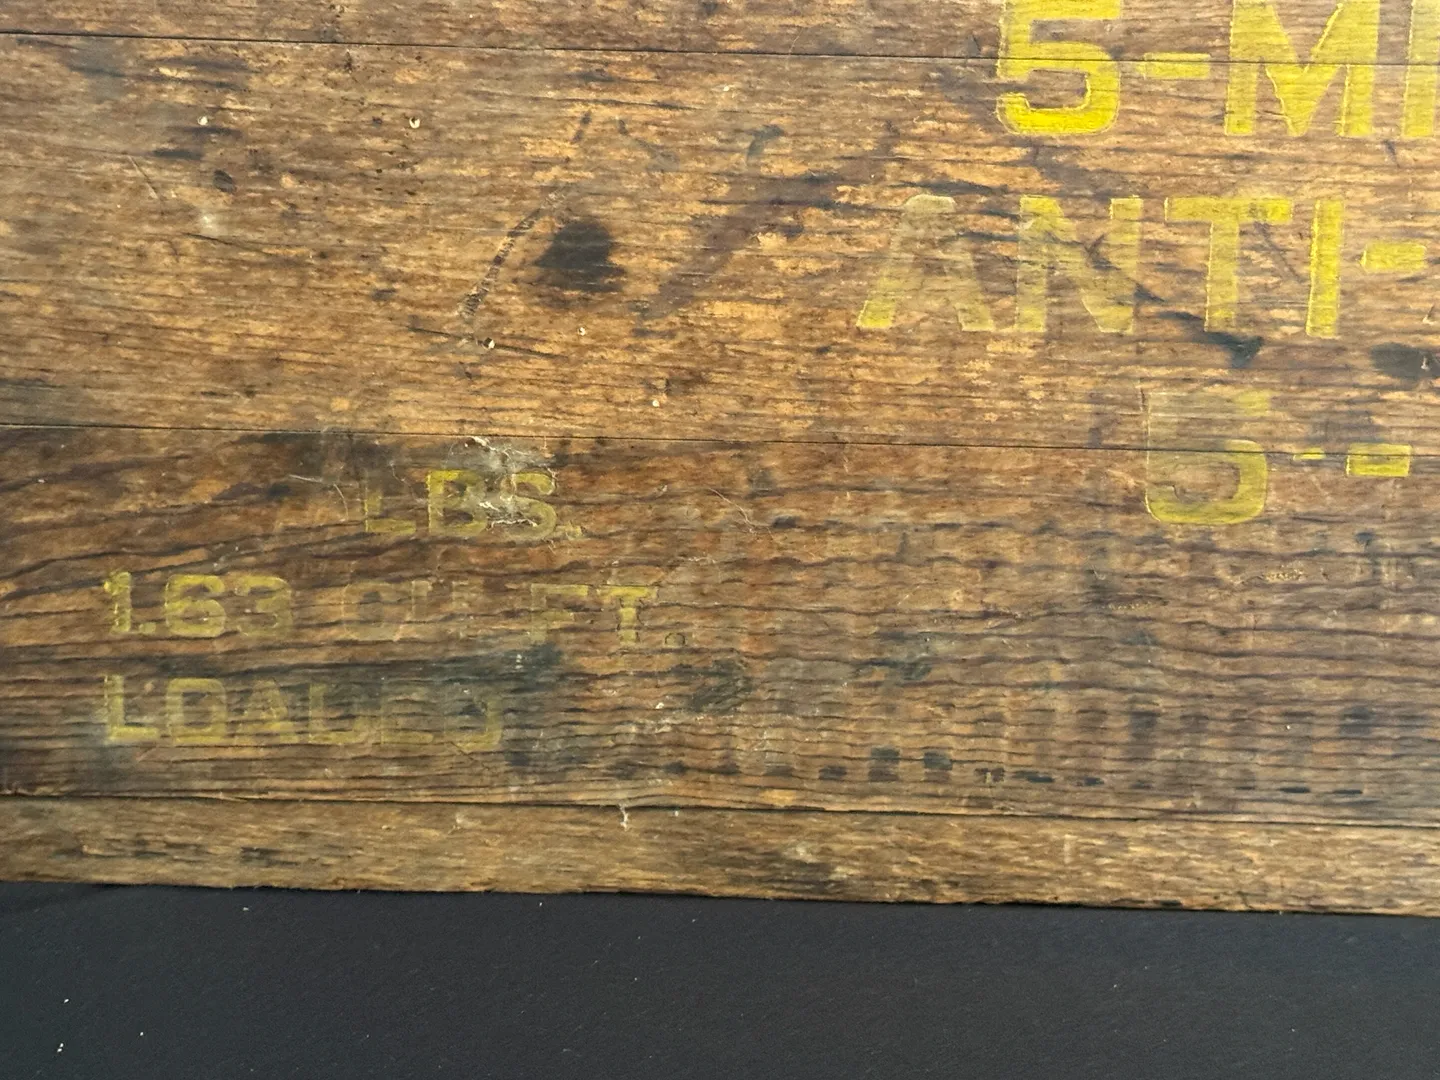 5-MI
ANTI-
5--
LBS.
1.63 CU FT.
LOADED